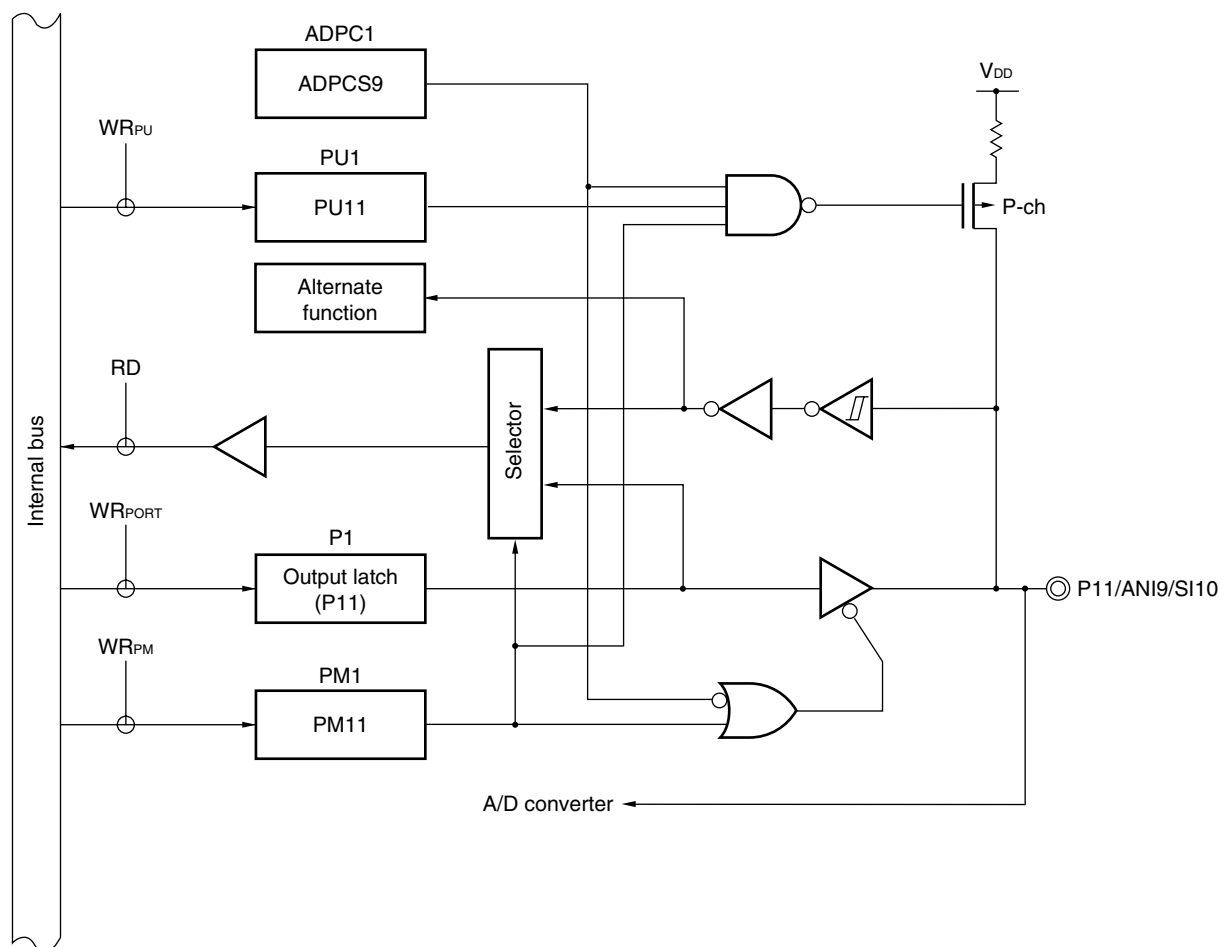 ADPC1
ADPCS9
VDD
WRPU
PU1
PU11
P-ch
Alternate
function
RD
Selector
Internal bus
WRPORT
P1
Output latch
(P11)
P11/ANI9/SI10
WRPM
PM1
PM11
A/D converter